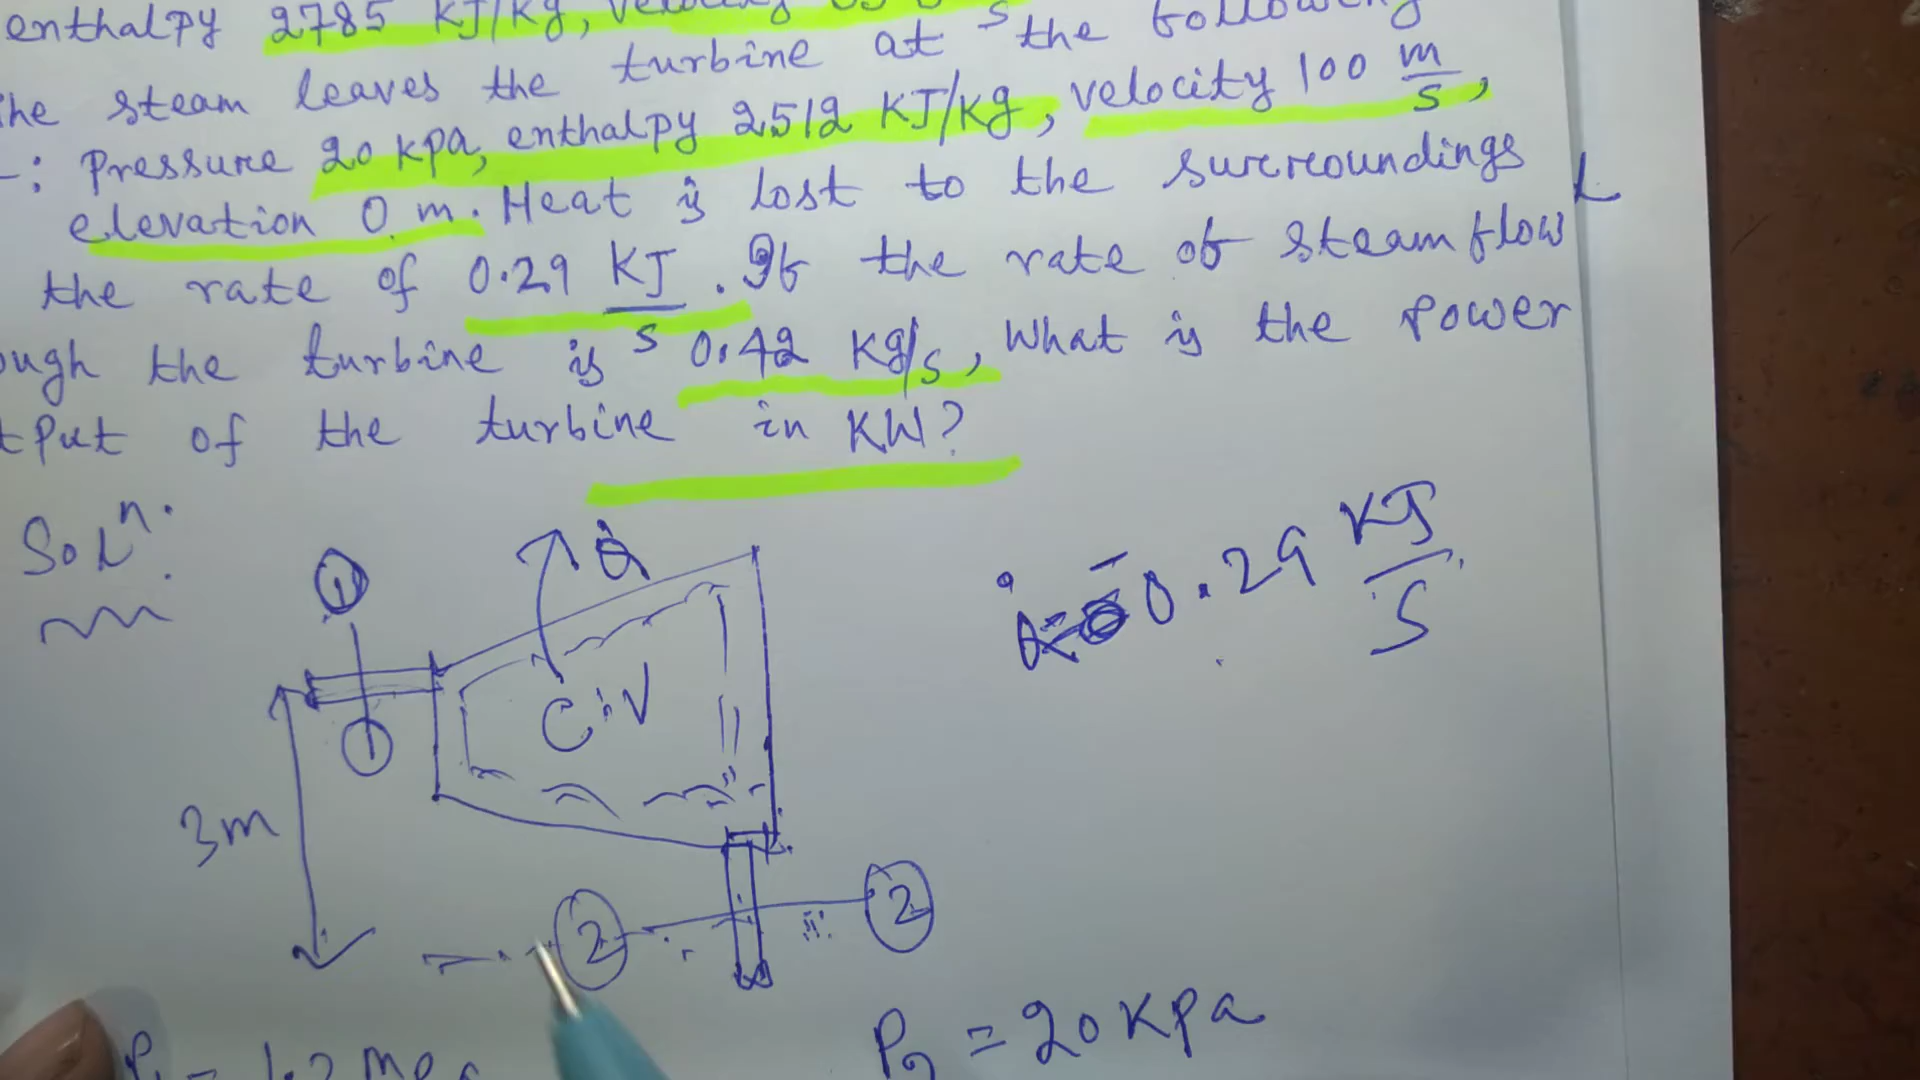 enthalpy 2785 KJ/Kg, velocity
he steam leaves the turbine at the following
-: Pressure 20 kpa, enthalpy 2512 KJ/Kg, velocity 100 m/s,
elevation 0 m. Heat is lost to the surroundings
the rate of 0.29 KJ/s. If the rate of steam flow
ough the turbine is 0.42 Kg/s, What is the Power
tput of the turbine in KW?
Solⁿ:
1
Q̇
Q̇ = -0.29 KJ/s
C.V
1
3m
2
2
P₂ = 20 Kpa